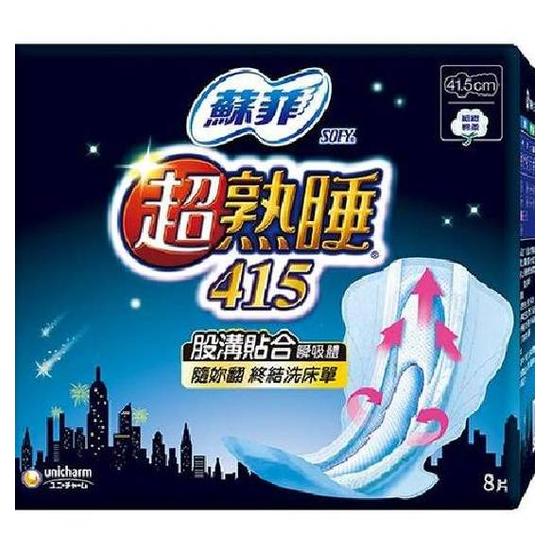 蘇菲
SOFY®
41.5cm
超熟睡®
415
股溝貼合 瞬吸體
隨妳翻 終結洗床單
unicharm
ユニ・チャーム
8片